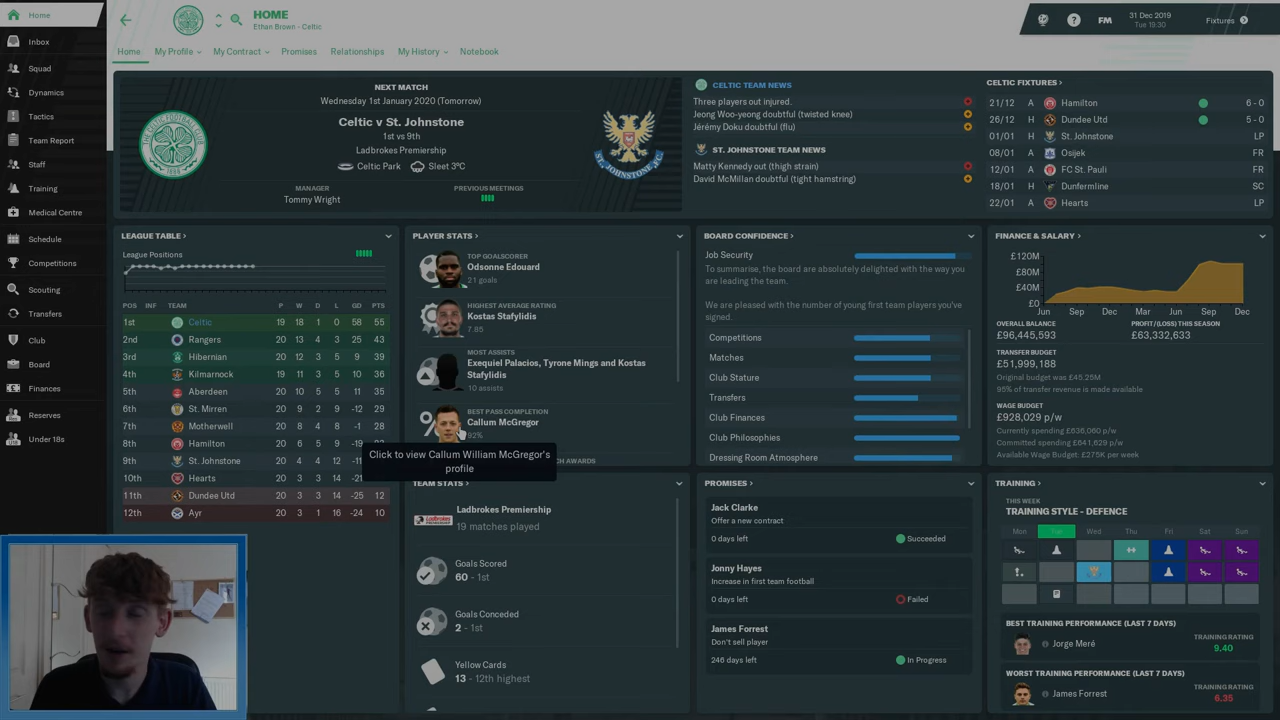 Home
Inbox
Squad
Dynamics
Tactics
Team Report
Staff
Training
Medical Centre
Schedule
Competitions
Scouting
Transfers
Club
Board
Finances
Reserves
Under 18s
HOME
Ethan Brown - Celtic
FM
31 Dec 2019
Tue 19:30
Fixtures
Home
My Profile
My Contract
Promises
Relationships
My History
Notebook
NEXT MATCH
Wednesday 1st January 2020 (Tomorrow)
Celtic v St. Johnstone
1st vs 9th
Ladbrokes Premiership
Celtic Park
Sleet 3°C
MANAGER
Tommy Wright
PREVIOUS MEETINGS
CELTIC TEAM NEWS
Three players out injured.
Jeong Woo-yeong doubtful (twisted knee)
Jérémy Doku doubtful (flu)
ST. JOHNSTONE TEAM NEWS
Matty Kennedy out (thigh strain)
David McMillan doubtful (tight hamstring)
CELTIC FIXTURES >
21/12 A Hamilton 6 - 0
26/12 H Dundee Utd 5 - 0
01/01 H St. Johnstone LP
08/01 A Osijek FR
15/01 A FC St. Pauli FR
18/01 H Dunfermline SC
22/01 A Hearts LP
LEAGUE TABLE >
League Positions
POS INF TEAM P W D L GD PTS
1st Celtic 19 18 1 0 58 55
2nd Rangers 20 13 4 3 25 43
3rd Hibernian 20 12 3 5 9 39
4th Kilmarnock 19 11 3 5 10 36
5th Aberdeen 20 10 5 5 11 35
6th St. Mirren 20 9 2 9 -12 29
7th Motherwell 20 8 4 8 -1 28
8th Hamilton 20 6 5 9 -19
9th St. Johnstone 20 4 4 12
10th Hearts 20 3 3 14
11th Dundee Utd 20 3 3 14 -25 12
12th Ayr 20 3 1 16 -24 10
PLAYER STATS >
TOP GOALSCORER
Odsonne Edouard
21 goals
HIGHEST AVERAGE RATING
Kostas Stafylidis
7.85
MOST ASSISTS
Exequiel Palacios, Tyrone Mings and Kostas
Stafylidis
10 assists
BEST PASS COMPLETION
Callum McGregor
92%
Click to view Callum William McGregor's
profile
CH AWARDS
TEAM STATS >
Ladbrokes Premiership
19 matches played
Goals Scored
60 - 1st
Goals Conceded
2 - 1st
Yellow Cards
13 - 12th highest
BOARD CONFIDENCE >
Job Security
To summarise, the board are absolutely delighted with the way you
are leading the team.
We are pleased with the number of young first team players you've
signed.
Competitions
Matches
Club Stature
Transfers
Club Finances
Club Philosophies
Dressing Room Atmosphere
PROMISES >
Jack Clarke
Offer a new contract
0 days left
Succeeded
Jonny Hayes
Increase in first team football
0 days left
Failed
James Forrest
Don't sell player
246 days left
In Progress
FINANCE & SALARY >
£120M
£80M
£40M
£0
Jun Sep Dec Mar Jun Sep Dec
OVERALL BALANCE
£96,445,593
PROFIT/(LOSS) THIS SEASON
£63,332,633
TRANSFER BUDGET
£51,999,188
Original budget was £45.25M
95% of transfer revenue is made available
WAGE BUDGET
£928,029 p/w
Currently spending £636,060 p/w
Committed spending £641,629 p/w
Available Wage Budget: £275K per week
TRAINING >
THIS WEEK
TRAINING STYLE - DEFENCE
Mon Tue Wed Thu Fri Sat Sun
BEST TRAINING PERFORMANCE (LAST 7 DAYS)
Jorge Meré
TRAINING RATING
9.40
WORST TRAINING PERFORMANCE (LAST 7 DAYS)
James Forrest
TRAINING RATING
6.35